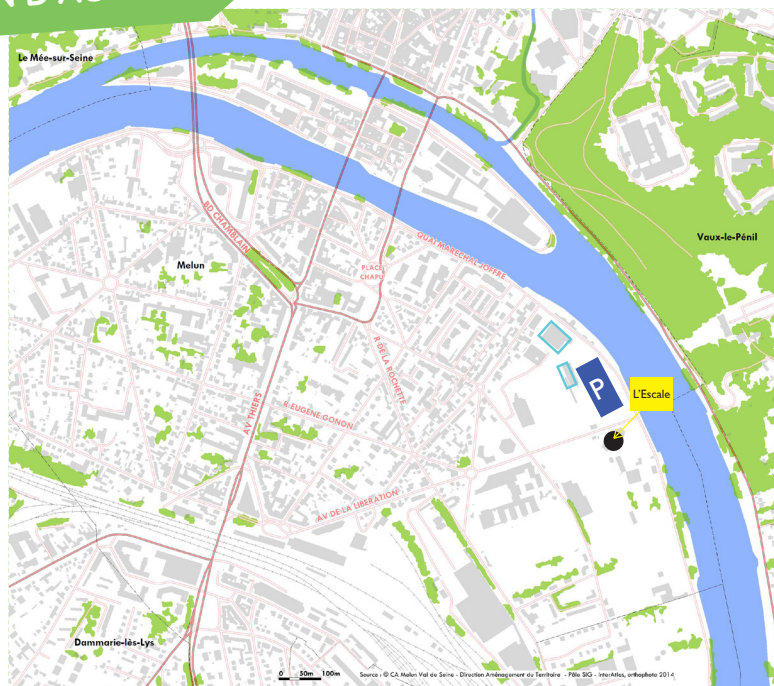 Le Mée-sur-Seine
BD CHAMBLAIN
Melun
QUAI MARECHAL JOFFRE
Vaux-le-Pénil
PLACE
CHAPU
R DE LA ROCHETTE
P
L'Escale
AV THIERS
R EUGÈNE GONON
AV DE LA LIBERATION
Dammarie-lès-Lys
0 50m 100m
Source : © CA Melun Val de Seine - Direction Aménagement du Territoire - Pôle SIG - InterAtlas, orthophoto 2014